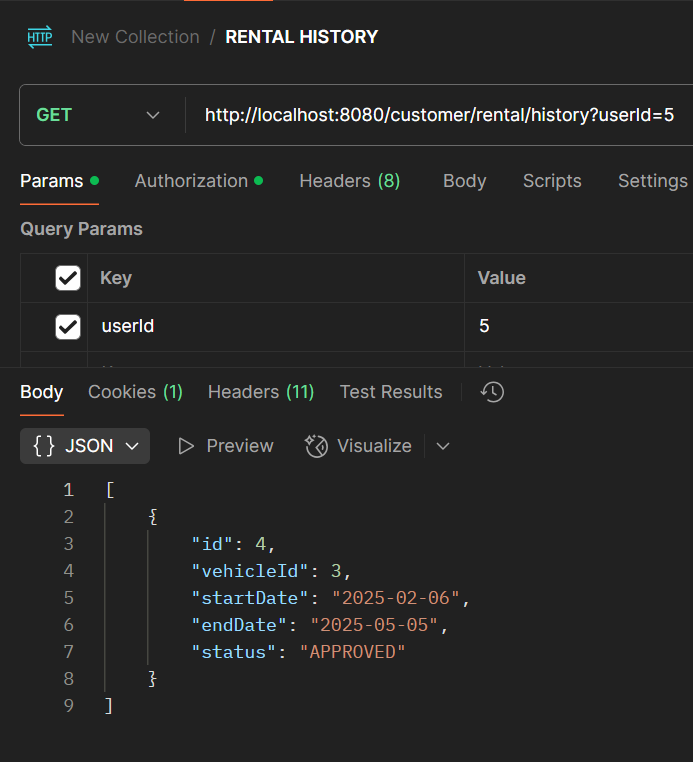 HTTP New Collection / RENTAL HISTORY
GET http://localhost:8080/customer/rental/history?userId=5
Params Authorization Headers (8) Body Scripts Settings
Query Params
Key Value
userId 5
Body Cookies (1) Headers (11) Test Results
{} JSON Preview Visualize
1 [
2 {
3 "id": 4,
4 "vehicleId": 3,
5 "startDate": "2025-02-06",
6 "endDate": "2025-05-05",
7 "status": "APPROVED"
8 }
9 ]